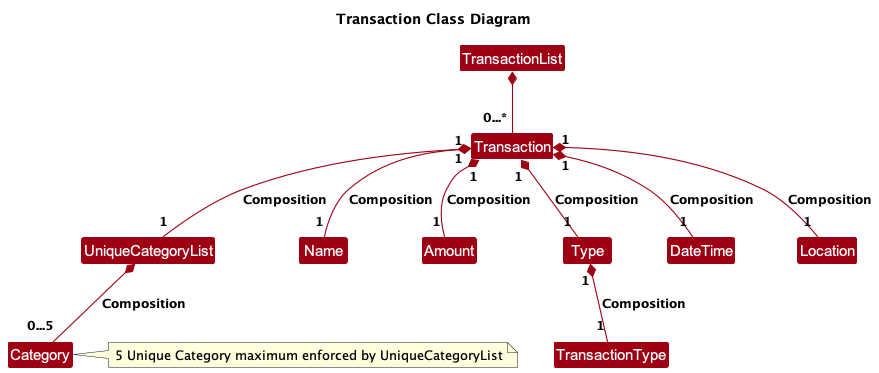 Transaction Class Diagram
TransactionList
0...*
1 Transaction 1
1 1 1 1
Composition Composition Composition Composition Composition Composition
1 1 1 1 1 1
UniqueCategoryList Name Amount Type DateTime Location
1
Composition Composition
0...5 1
Category 5 Unique Category maximum enforced by UniqueCategoryList TransactionType